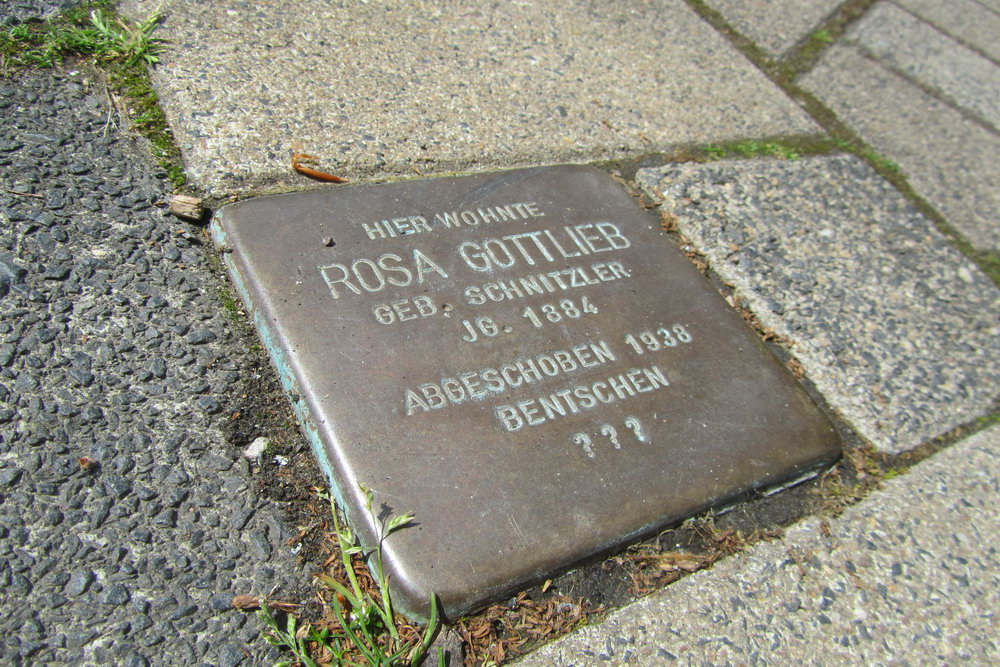 HIER WOHNTE
ROSA GOTTLIEB
GEB. SCHNITZLER
JG. 1884
ABGESCHOBEN 1938
BENTSCHEN
? ? ?